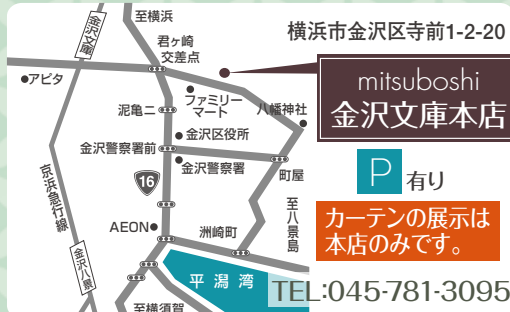 至横浜
横浜市金沢区寺前1-2-20
金沢文庫
君ヶ崎
交差点
アピタ
mitsuboshi
金沢文庫本店
ファミリー
マート
八幡神社
泥亀二
金沢区役所
金沢警察署前
金沢警察署
町屋
P 有り
16
京浜急行線
至八景島
カーテンの展示は
本店のみです。
AEON
洲崎町
金沢八景
平潟湾
TEL:045-781-3095
至横須賀